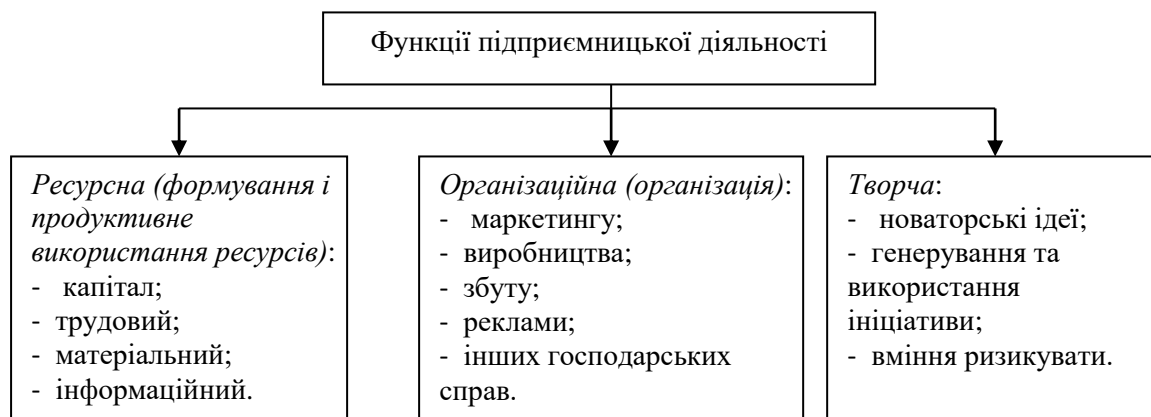 Функції підприємницької діяльності
Ресурсна (формування і
продуктивне
використання ресурсів):
- капітал;
- трудовий;
- матеріальний;
- інформаційний.
Організаційна (організація):
- маркетингу;
- виробництва;
- збуту;
- реклами;
- інших господарських
справ.
Творча:
- новаторські ідеї;
- генерування та
використання
ініціативи;
- вміння ризикувати.